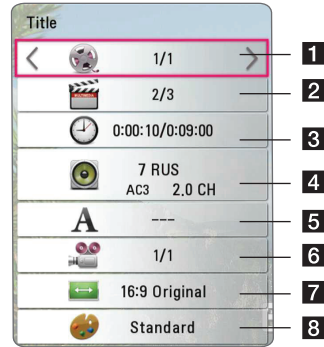 Title
1/1
1
2/3
2
0:00:10/0:09:00
3
7 RUS
AC3 2.0 CH
4
A ---
5
1/1
6
16:9 Original
7
Standard
8